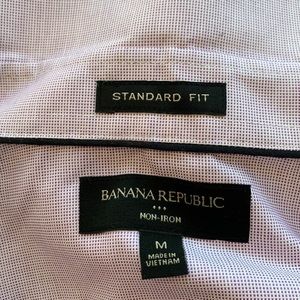 STANDARD FIT
BANANA REPUBLIC
NON-IRON
M
MADE IN
VIETNAM